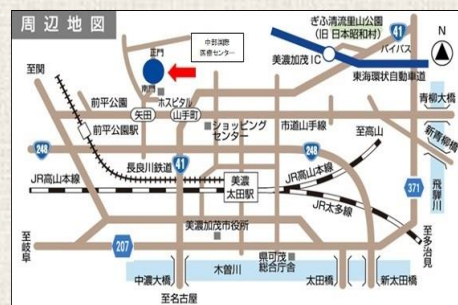 周辺地図
正門
南門
中部国際
医療センター
ぎふ清流里山公園
(旧 日本昭和村)
41
N
バイパス
美濃加茂IC
東海環状自動車道
至関
ホスピタル
前平公園
矢田
山手町
青柳大橋
前平公園駅
ショッピング
センター
市道山手線
至高山
新青柳橋
248
長良川鉄道
41
248
飛騨川
JR高山本線
美濃
太田駅
JR高山本線
371
JR太多線
美濃加茂市役所
至岐阜
207
至多治見
県可茂
総合庁舎
中濃大橋
木曽川
太田橋
新太田橋
至名古屋